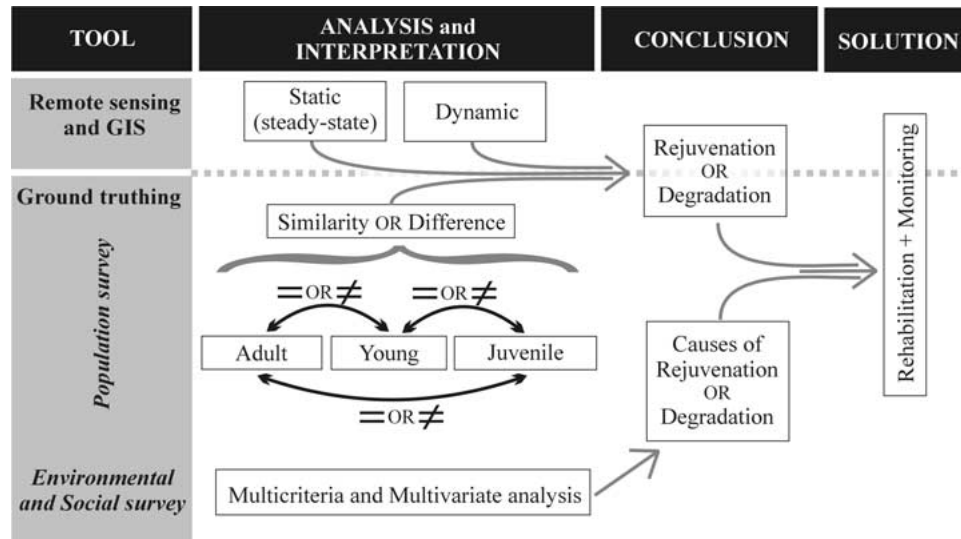 TOOL
ANALYSIS and
INTERPRETATION
CONCLUSION
SOLUTION
Remote sensing
and GIS
Static
(steady-state)
Dynamic
Rejuvenation
OR
Degradation
Ground truthing
Similarity OR Difference
Population survey
= OR ≠
= OR ≠
Adult
Young
Juvenile
= OR ≠
Causes of
Rejuvenation
OR
Degradation
Rehabilitation + Monitoring
Environmental
and Social survey
Multicriteria and Multivariate analysis